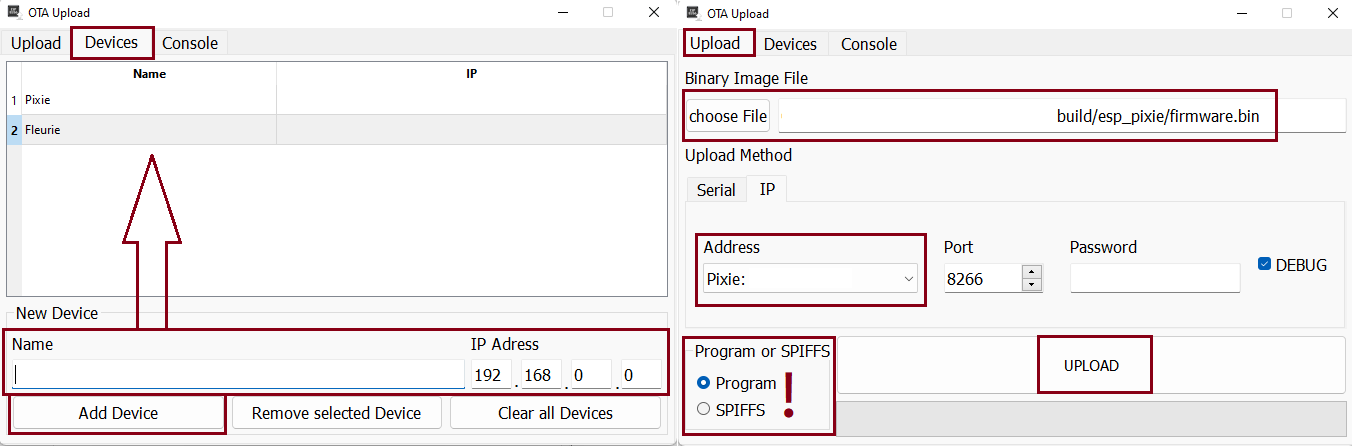 OTA Upload
Upload Devices Console
Name IP
1 Pixie
2 Fleurie
New Device
Name IP Adress
192 . 168 . 0 . 0
Add Device Remove selected Device Clear all Devices
OTA Upload
Upload Devices Console
Binary Image File
choose File build/esp_pixie/firmware.bin
Upload Method
Serial IP
Address Port Password
Pixie: 8266 DEBUG
Program or SPIFFS
Program !
SPIFFS
UPLOAD